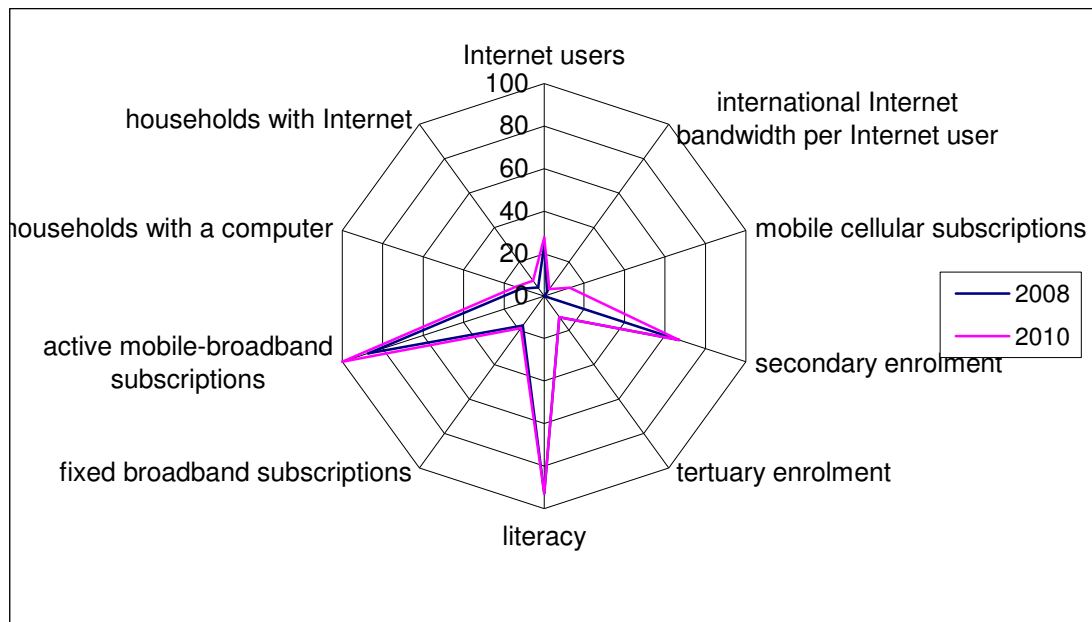 Internet users
100
80
60
40
20
0
international Internet
bandwidth per Internet user
mobile cellular subscriptions
secondary enrolment
tertuary enrolment
literacy
fixed broadband subscriptions
active mobile-broadband
subscriptions
households with a computer
households with Internet
2008
2010